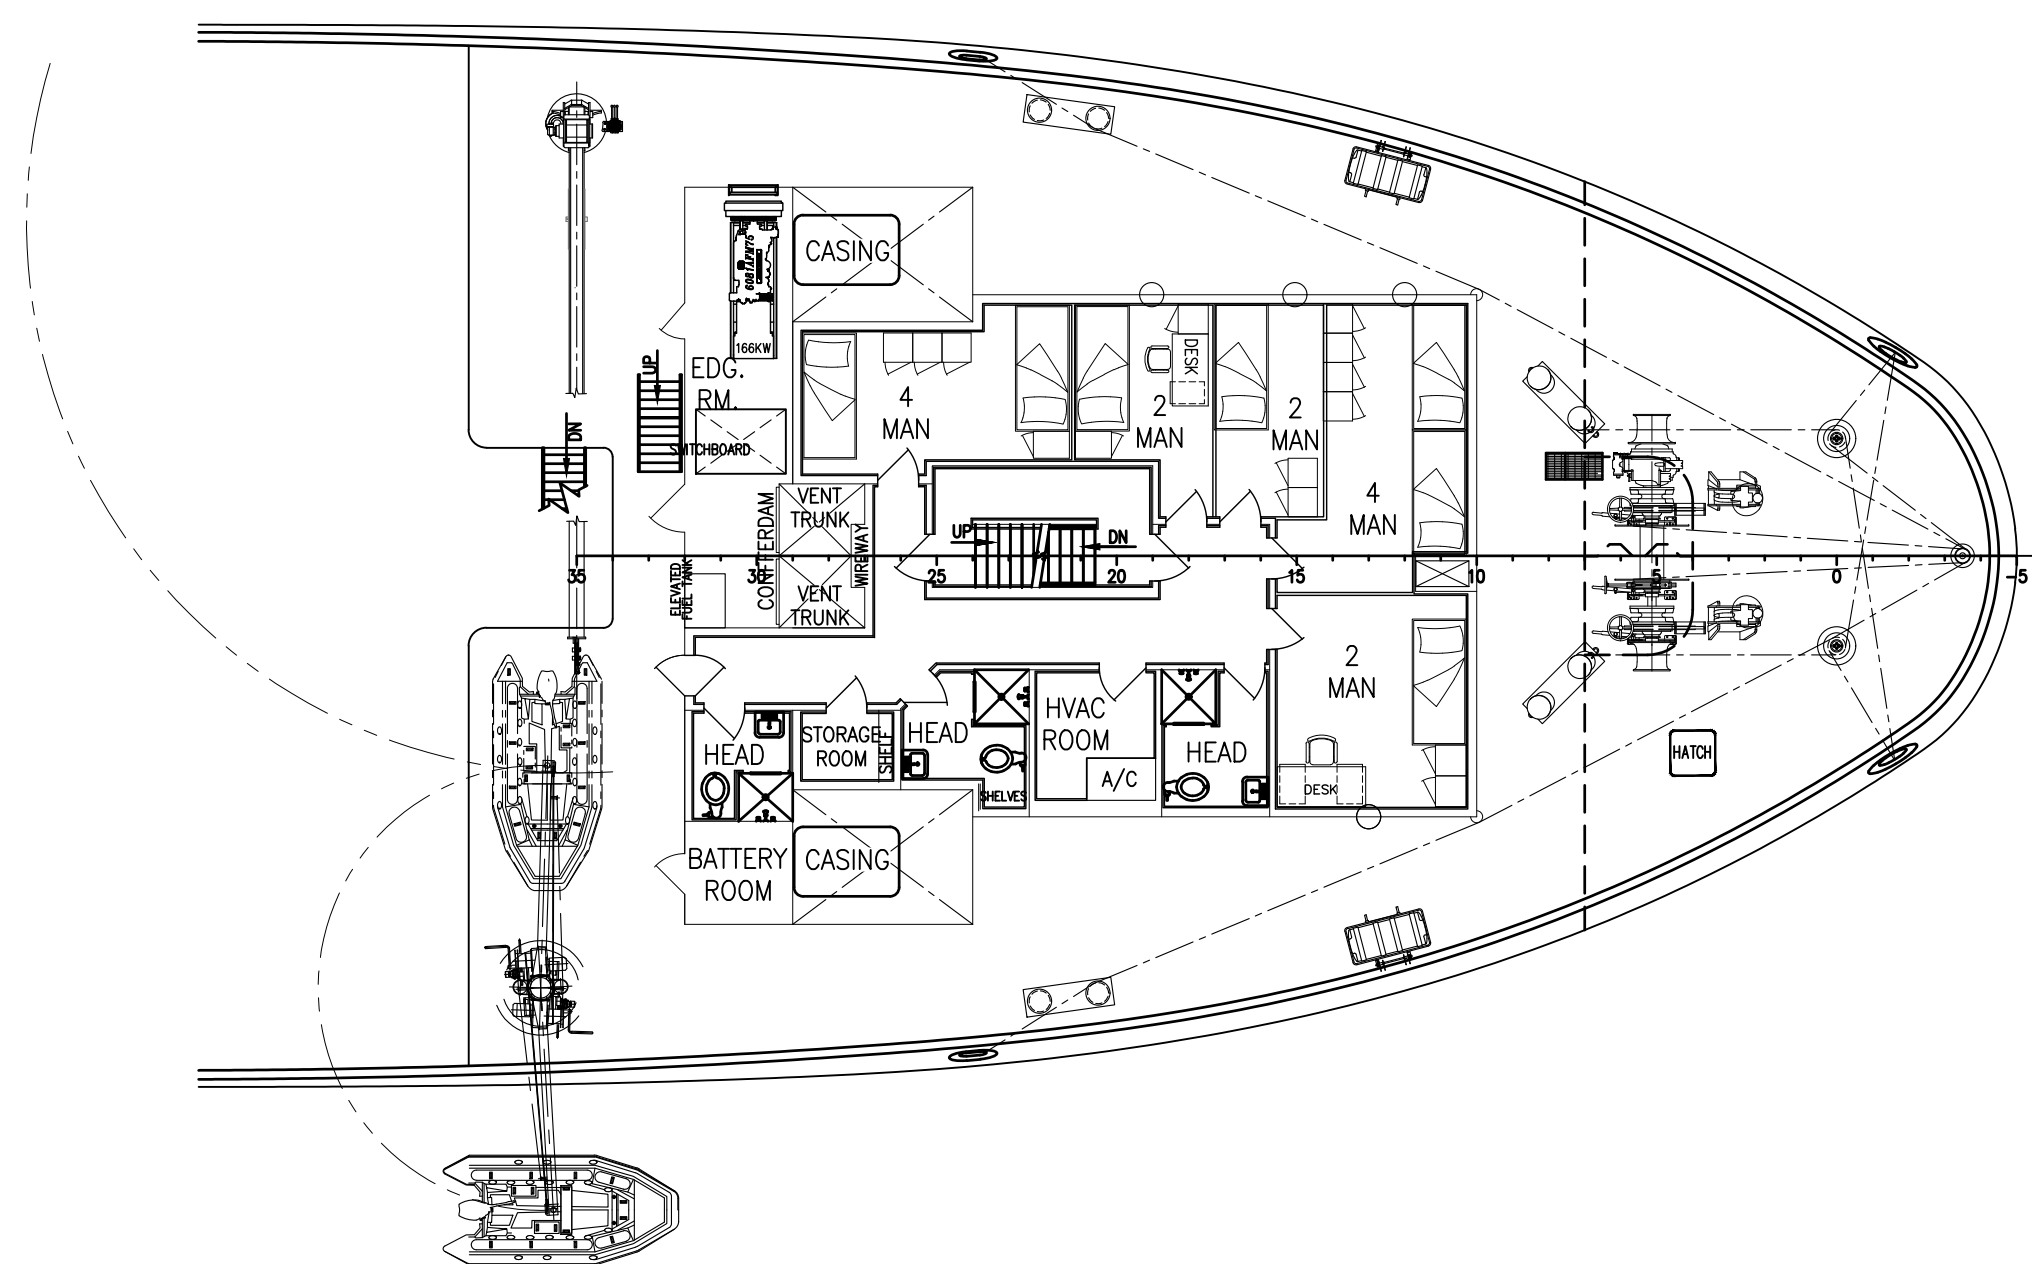 CASING
6081AFM75
166KW
EDG.
RM.
UP
SWITCHBOARD
DN
4
MAN
2
MAN
DESK
2
MAN
4
MAN
VENT
TRUNK
COFFERDAM
WIREWAY
UP
DN
35
30
25
20
15
10
5
0
-5
ELEVATED
FUEL TANK
VENT
TRUNK
2
MAN
DESK
HEAD
STORAGE
ROOM
SHELF
HEAD
SHELVES
HVAC
ROOM
A/C
HEAD
HATCH
BATTERY
ROOM
CASING